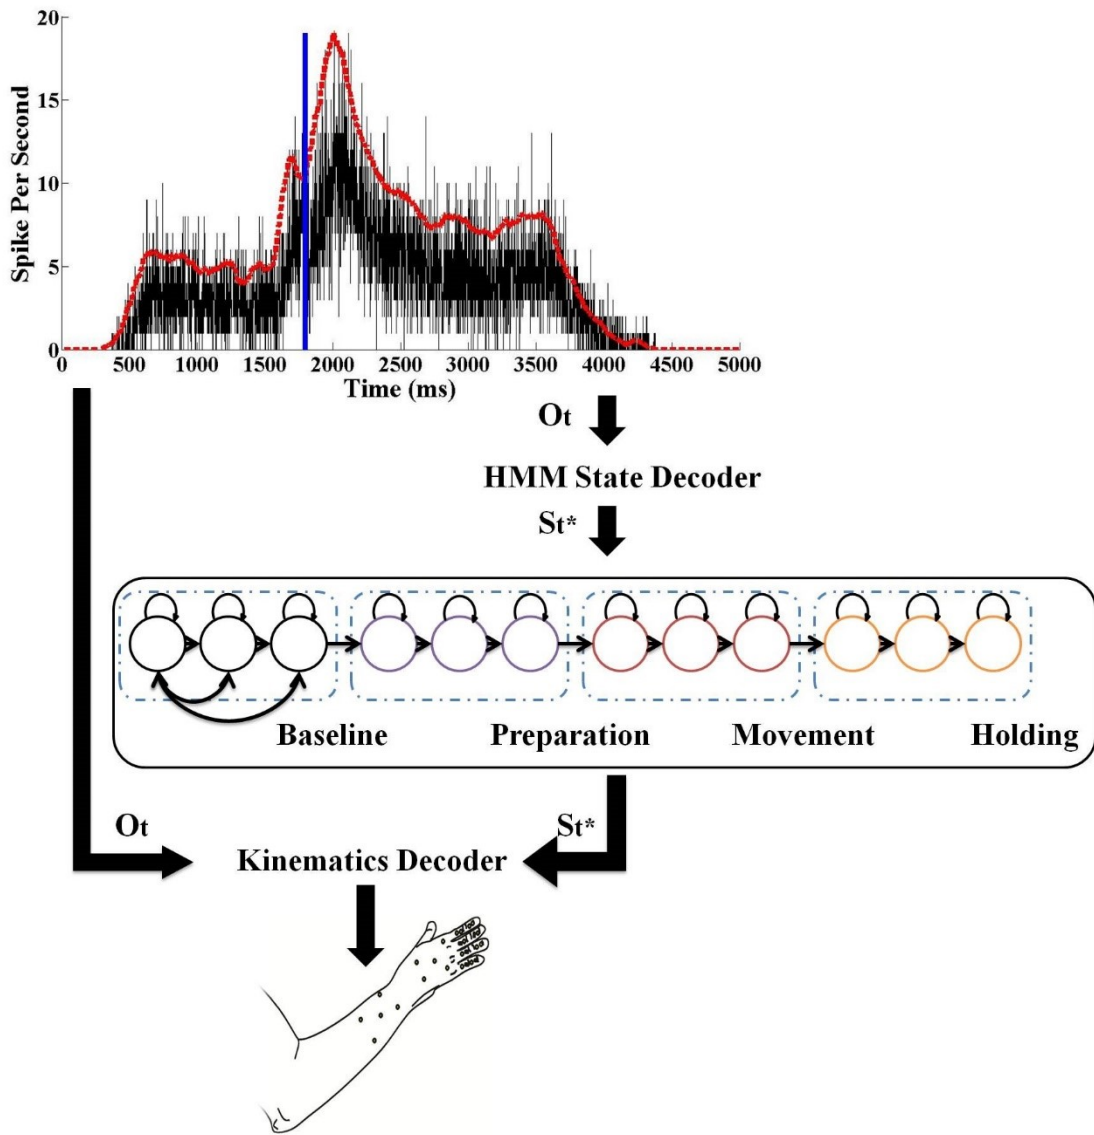 20
15
10
5
0
Spike Per Second
0 500 1000 1500 2000 2500 3000 3500 4000 4500 5000
Time (ms)
Ot
HMM State Decoder
St*
Baseline Preparation Movement Holding
Ot
St*
Kinematics Decoder